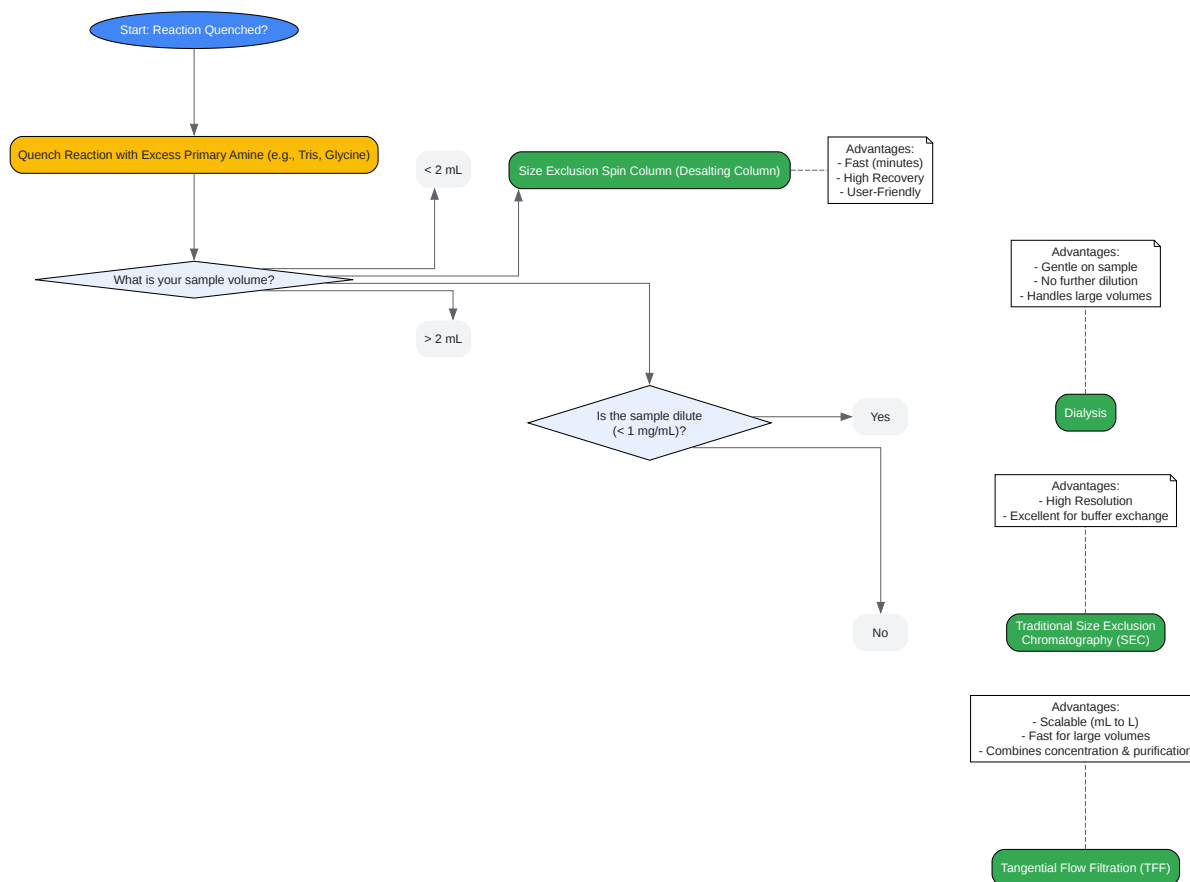 Start: Reaction Quenched?
Quench Reaction with Excess Primary Amine (e.g., Tris, Glycine)
< 2 mL
Size Exclusion Spin Column (Desalting Column)
Advantages:
- Fast (minutes)
- High Recovery
- User-Friendly
What is your sample volume?
> 2 mL
Advantages:
- Gentle on sample
- No further dilution
- Handles large volumes
Is the sample dilute
(< 1 mg/mL)?
Yes
Dialysis
Advantages:
- High Resolution
- Excellent for buffer exchange
No
Traditional Size Exclusion
Chromatography (SEC)
Advantages:
- Scalable (mL to L)
- Fast for large volumes
- Combines concentration & purification
Tangential Flow Filtration (TFF)